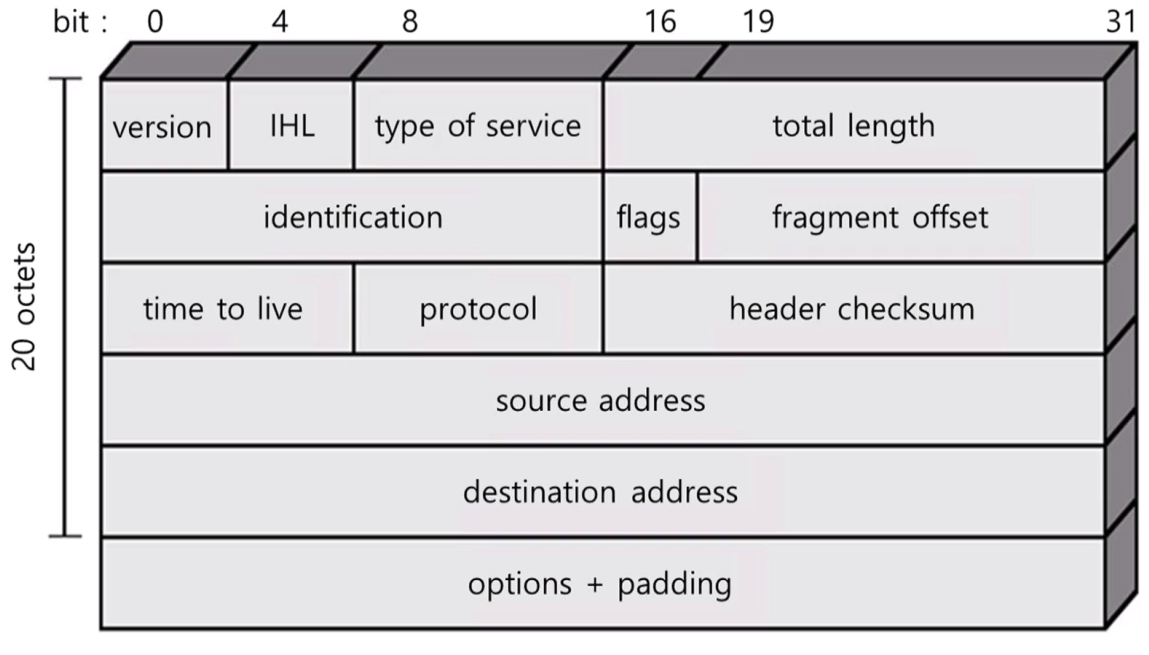 bit : 0 4 8 16 19 31
version IHL type of service total length
identification flags fragment offset
time to live protocol header checksum
source address
destination address
options + padding
20 octets